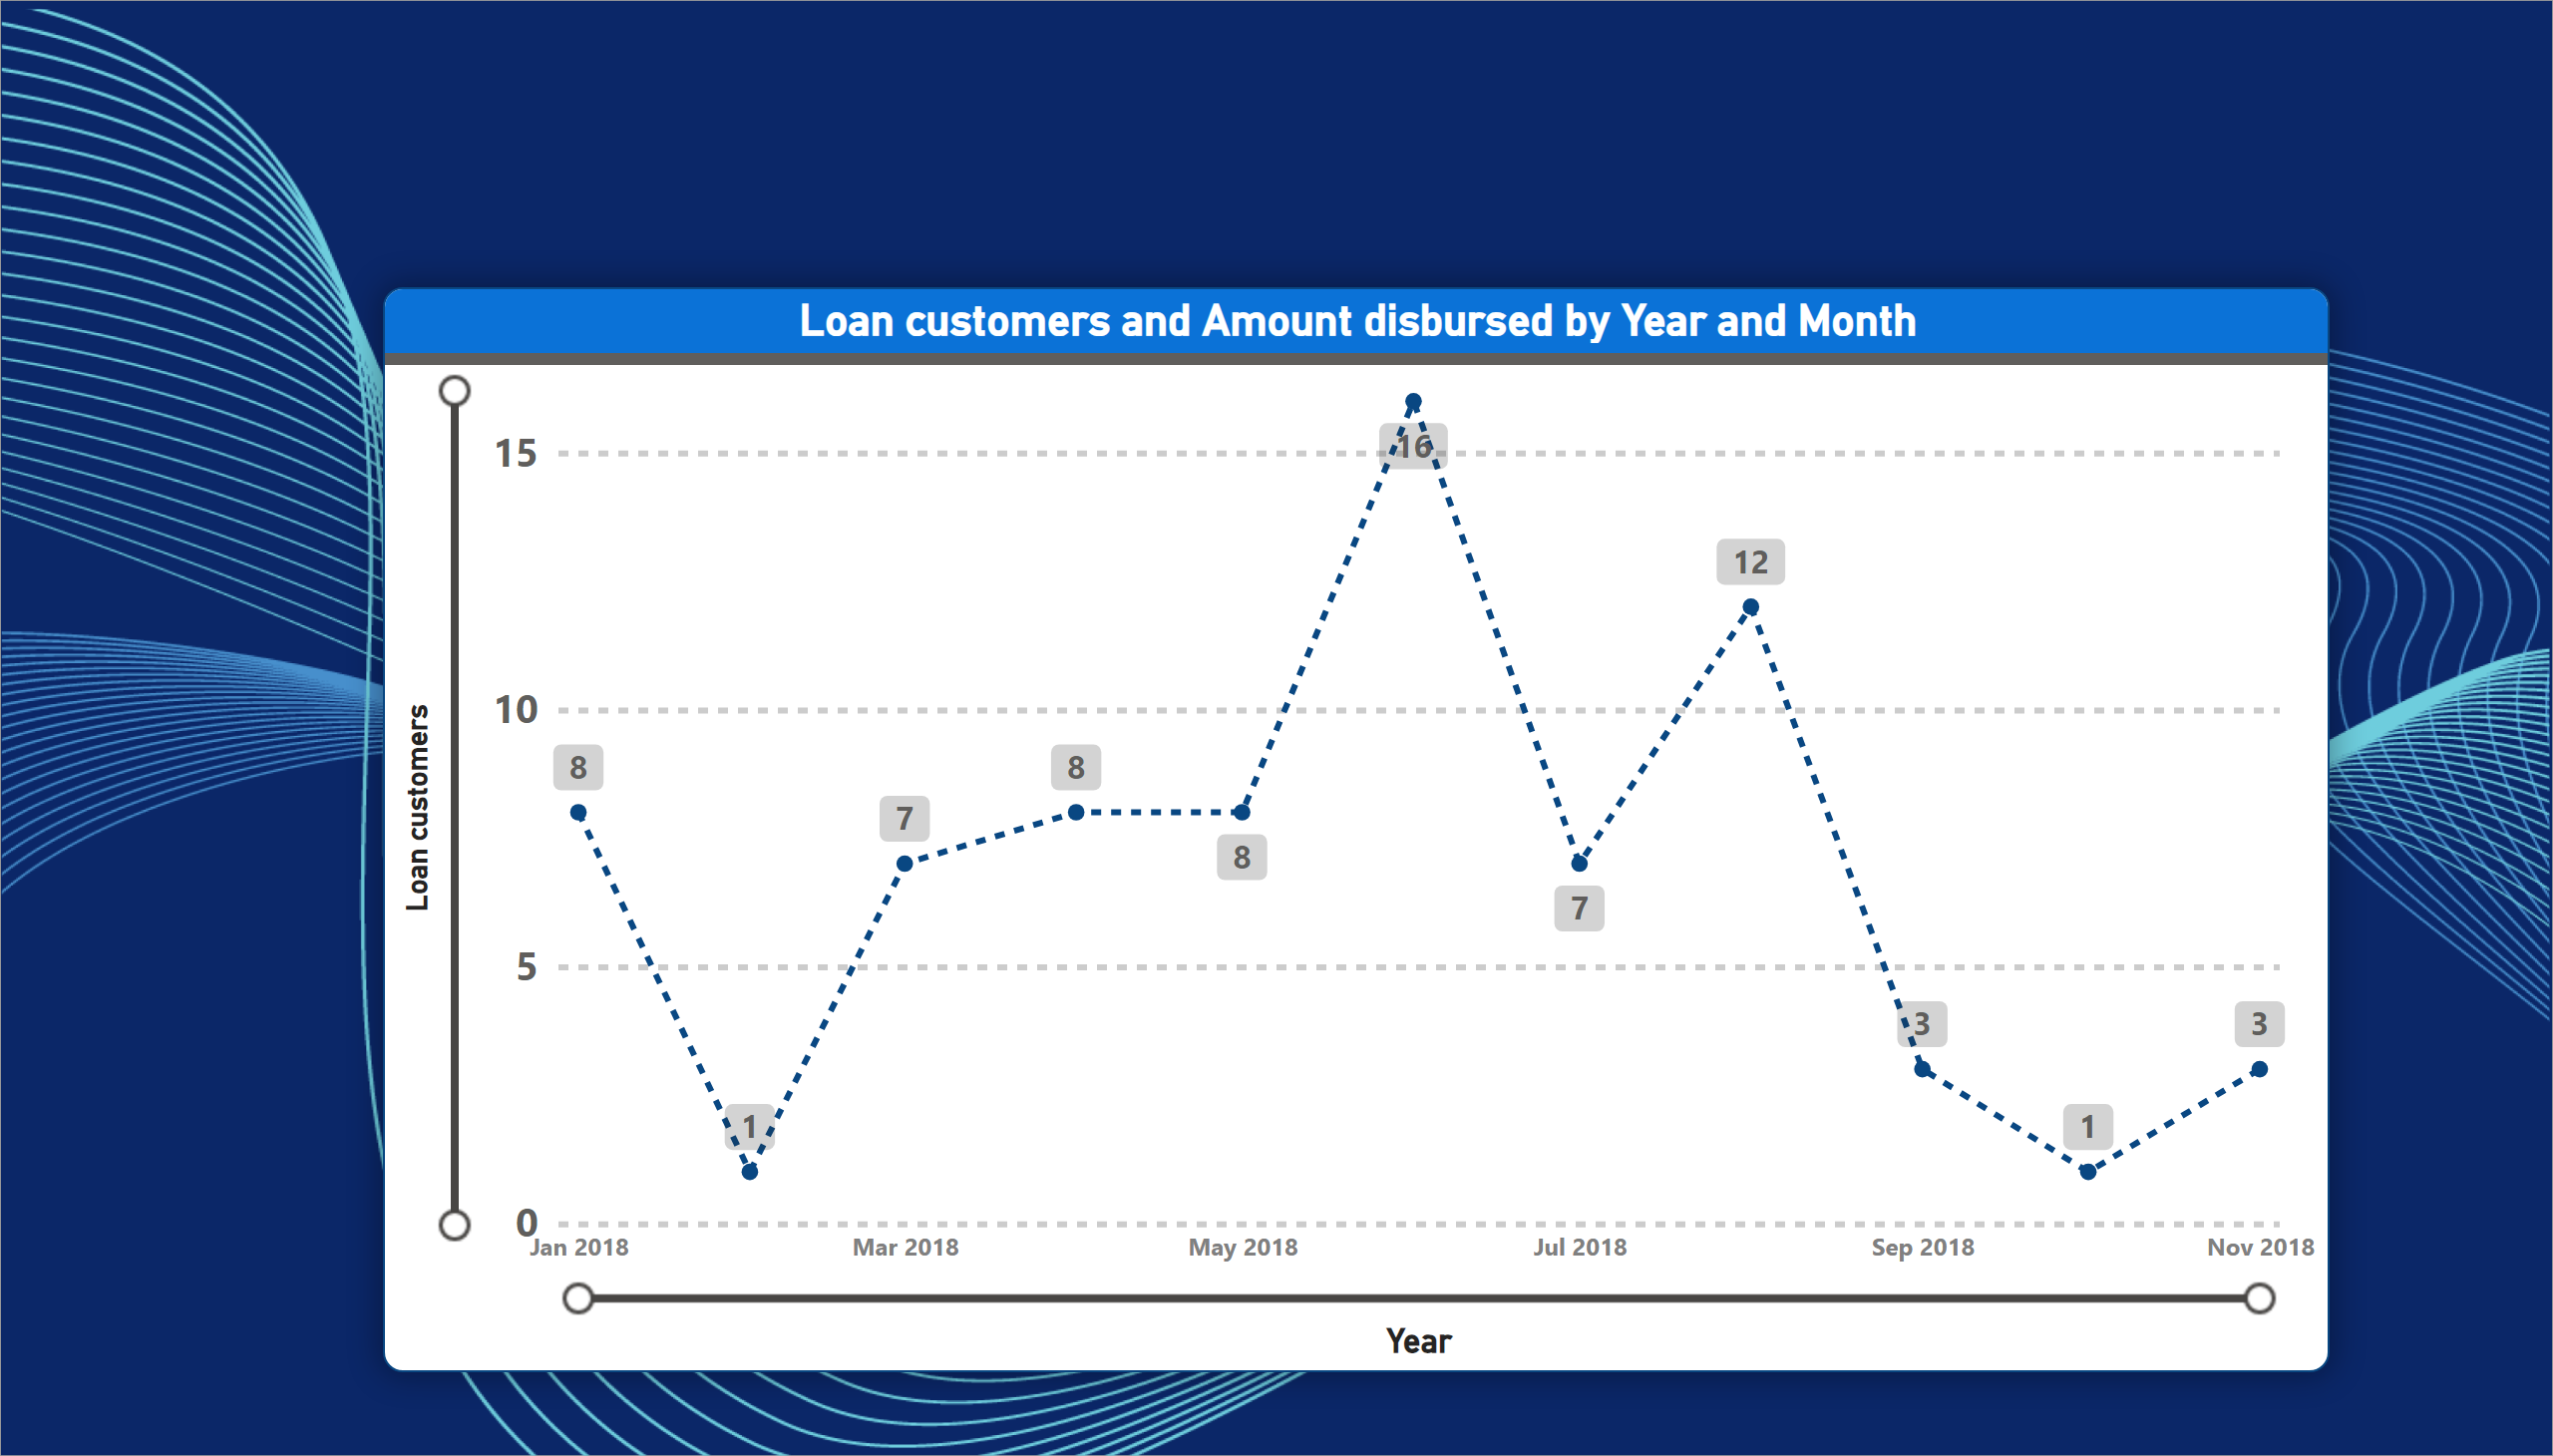 Loan customers and Amount disbursed by Year and Month
Loan customers
15
10
5
0
8
1
7
8
8
16
7
12
3
1
3
Jan 2018
Mar 2018
May 2018
Jul 2018
Sep 2018
Nov 2018
Year